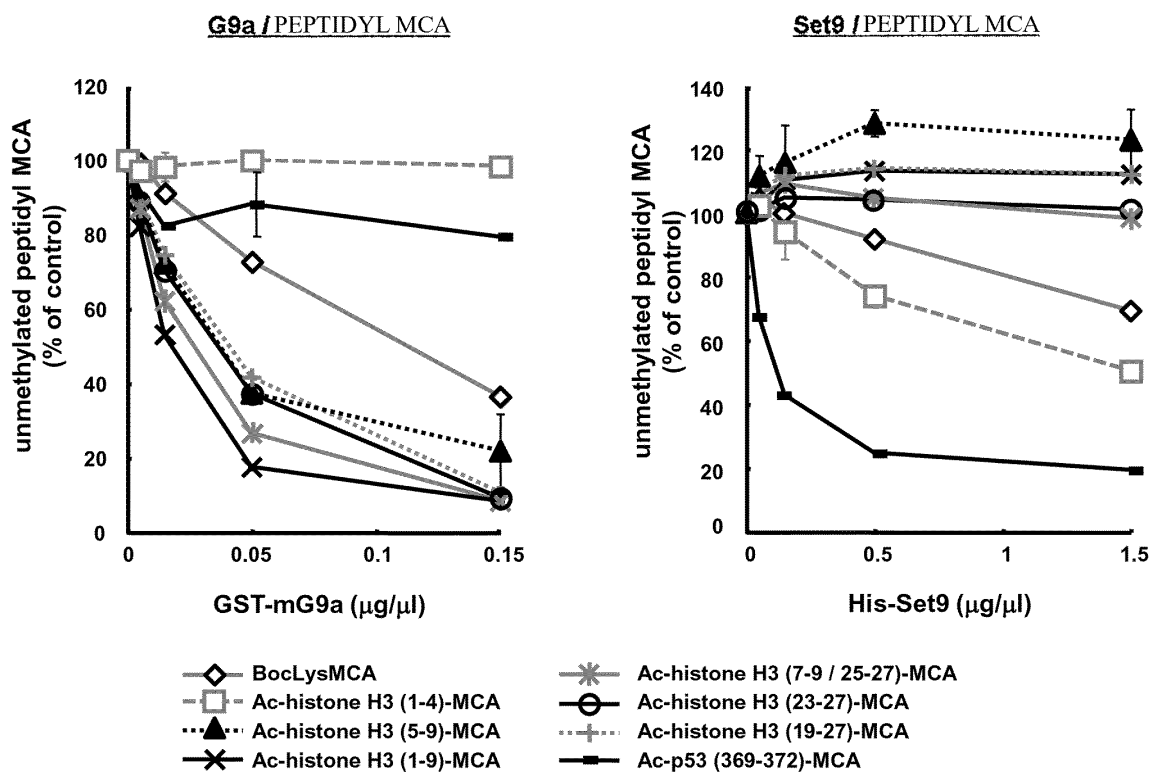 G9a / PEPTIDYL MCA
unmethylated peptidyl MCA
(% of control)
120
100
80
60
40
20
0
0 0.05 0.1 0.15
GST-mG9a (μg/μl)
Set9 / PEPTIDYL MCA
unmethylated peptidyl MCA
(% of control)
140
120
100
80
60
40
20
0
0 0.5 1 1.5
His-Set9 (μg/μl)
BocLysMCA
Ac-histone H3 (1-4)-MCA
Ac-histone H3 (5-9)-MCA
Ac-histone H3 (1-9)-MCA
Ac-histone H3 (7-9 / 25-27)-MCA
Ac-histone H3 (23-27)-MCA
Ac-histone H3 (19-27)-MCA
Ac-p53 (369-372)-MCA